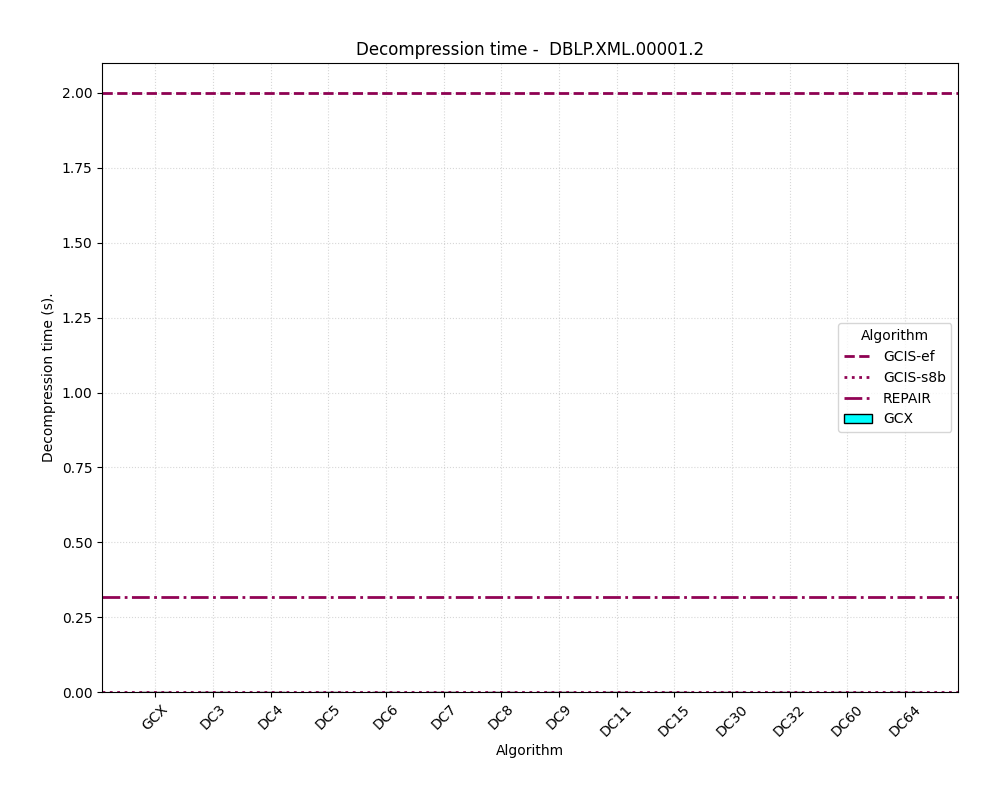 Decompression time -  DBLP.XML.00001.2
2.00
1.75
1.50
1.25
1.00
0.75
0.50
0.25
0.00
Decompression time (s).
Algorithm
GCIS-ef
GCIS-s8b
REPAIR
GCX
GCX
DC3
DC4
DC5
DC6
DC7
DC8
DC9
DC11
DC15
DC30
DC32
DC60
DC64
Algorithm